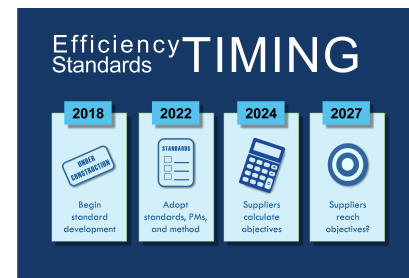 Efficiency
Standards
TIMING
2018
2022
2024
2027
UNDER
CONSTRUCTION
STANDARDS
Begin
standard
development
Adopt
standards, PMs,
and method
Suppliers
calculate
objectives
Suppliers
reach
objectives?